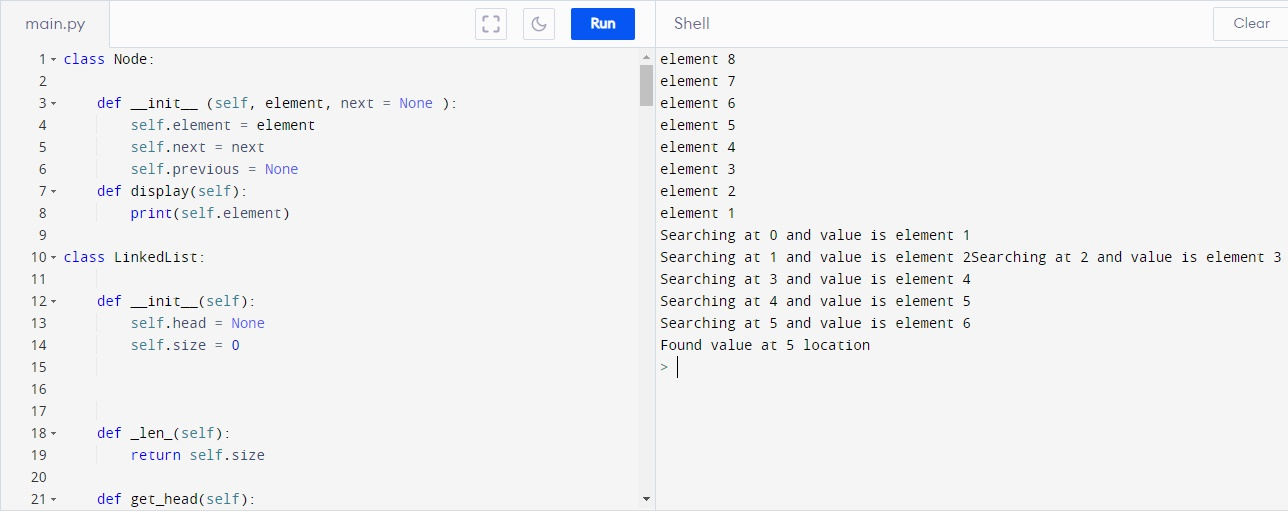 main.py
Run
Shell
Clear
1 class Node:
2
3     def __init__ (self, element, next = None ):
4         self.element = element
5         self.next = next
6         self.previous = None
7     def display(self):
8         print(self.element)
9
10 class LinkedList:
11
12     def __init__(self):
13         self.head = None
14         self.size = 0
15
16
17
18     def _len_(self):
19         return self.size
20
21     def get_head(self):
element 8
element 7
element 6
element 5
element 4
element 3
element 2
element 1
Searching at 0 and value is element 1
Searching at 1 and value is element 2Searching at 2 and value is element 3
Searching at 3 and value is element 4
Searching at 4 and value is element 5
Searching at 5 and value is element 6
Found value at 5 location
>